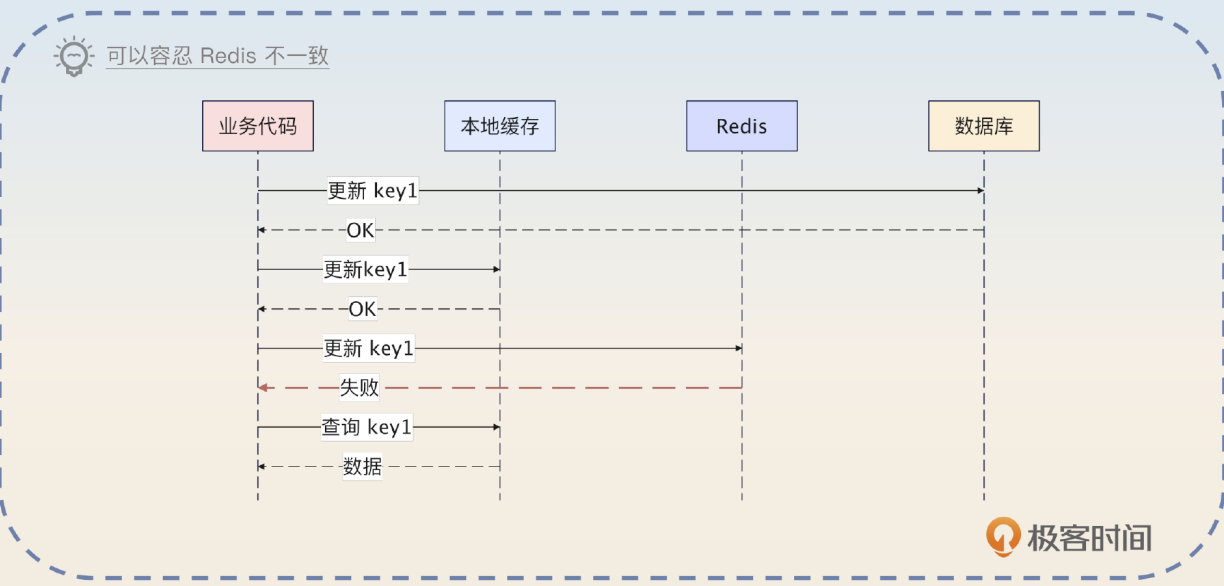 可以容忍 Redis 不一致
业务代码
本地缓存
Redis
数据库
更新 key1
OK
更新key1
OK
更新 key1
失败
查询 key1
数据
极客时间